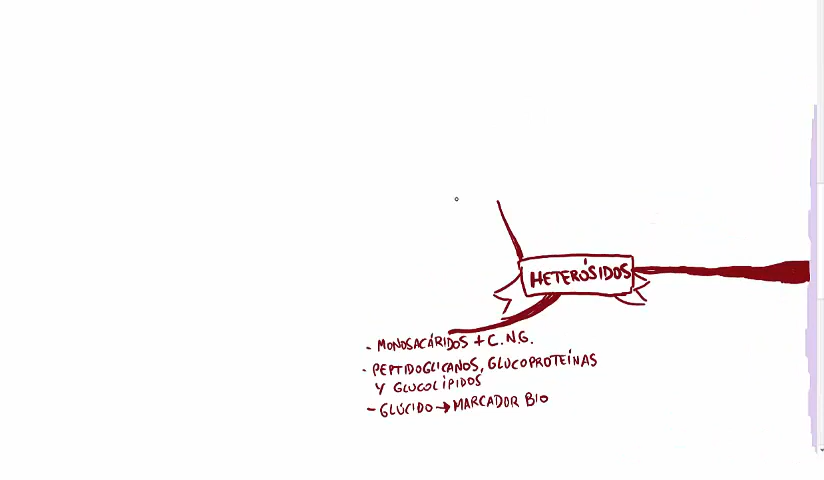 HETERÓSIDOS
- MONOSACÁRIDOS + C.N.G.
- PEPTIDOGLICANOS, GLUCOPROTEÍNAS
Y GLUCOLÍPIDOS
- GLÚCIDO → MARCADOR BIO